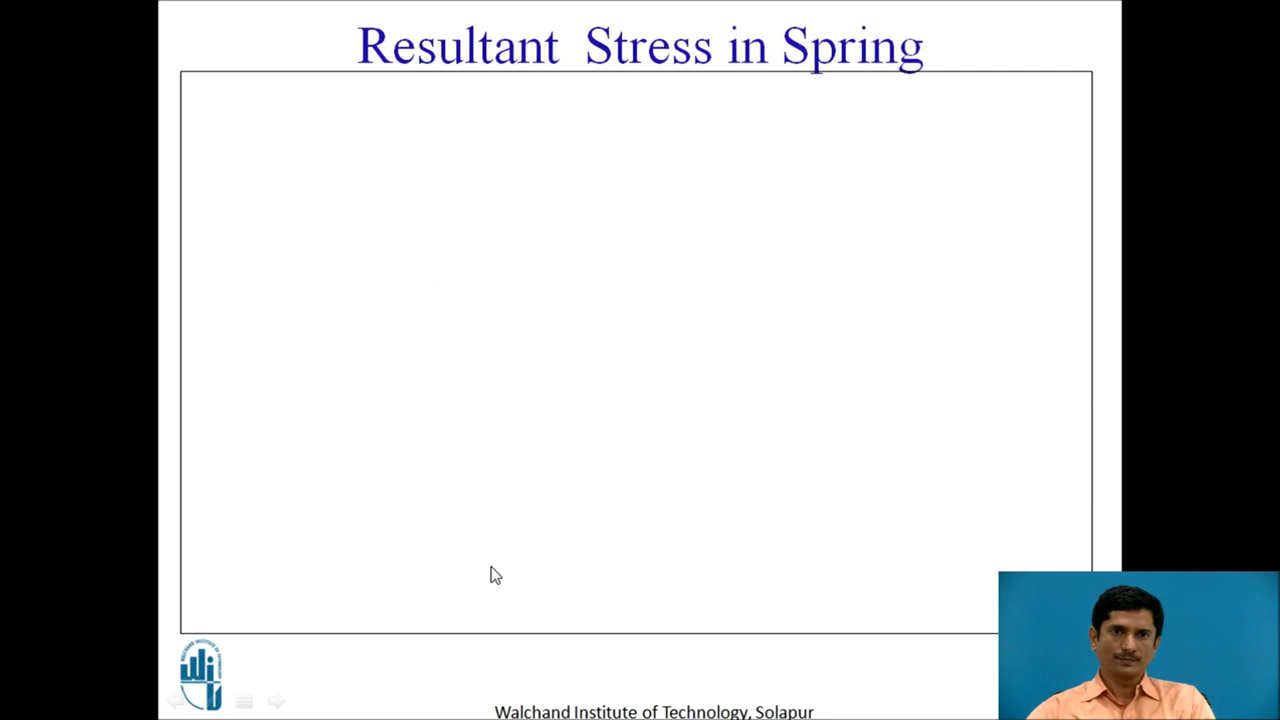 Resultant Stress in Spring
Walchand Institute of Technology, Solapur